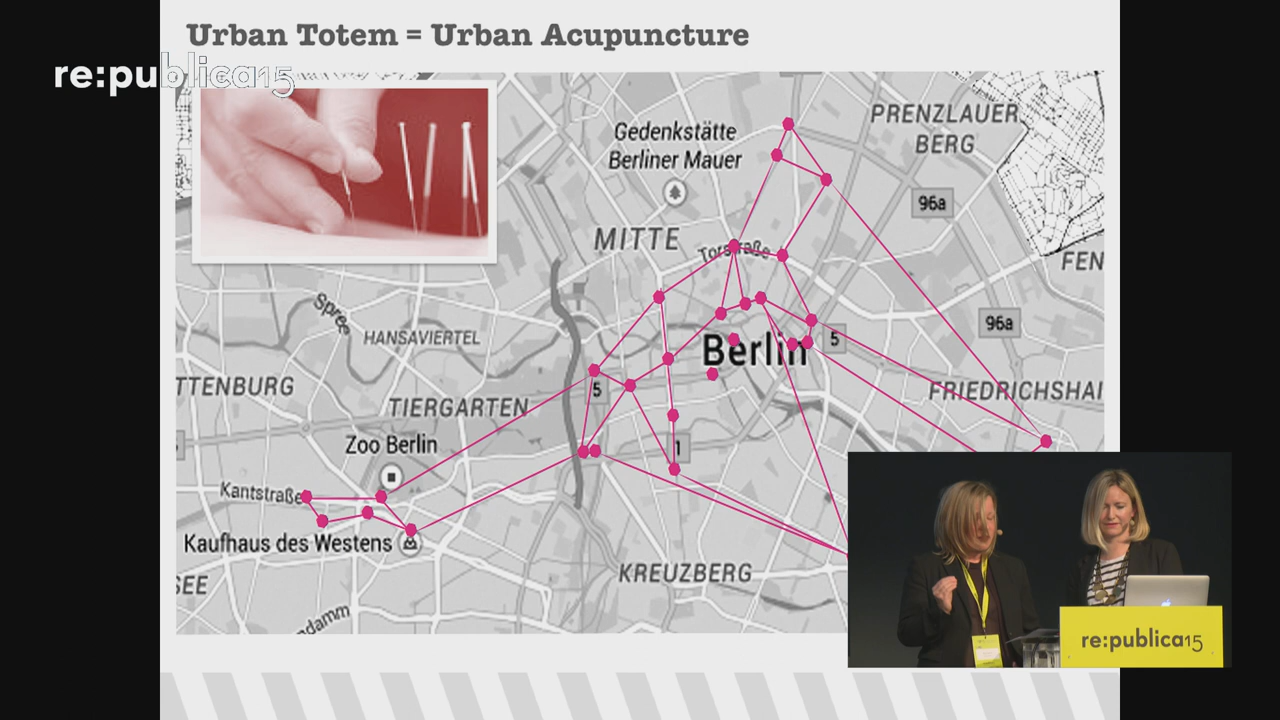 Urban Totem = Urban Acupuncture
re:publica15
Gedenkstätte
Berliner Mauer
PRENZLAUER
BERG
96a
MITTE
Torstraße
FEN
Spree
HANSAVIERTEL
96a
5
Berlin
TTENBURG
5
FRIEDRICHSHAI
TIERGARTEN
Zoo Berlin
1
Kantstraße
Kaufhaus des Westens
SEE
KREUZBERG
ndamm
re:publica15